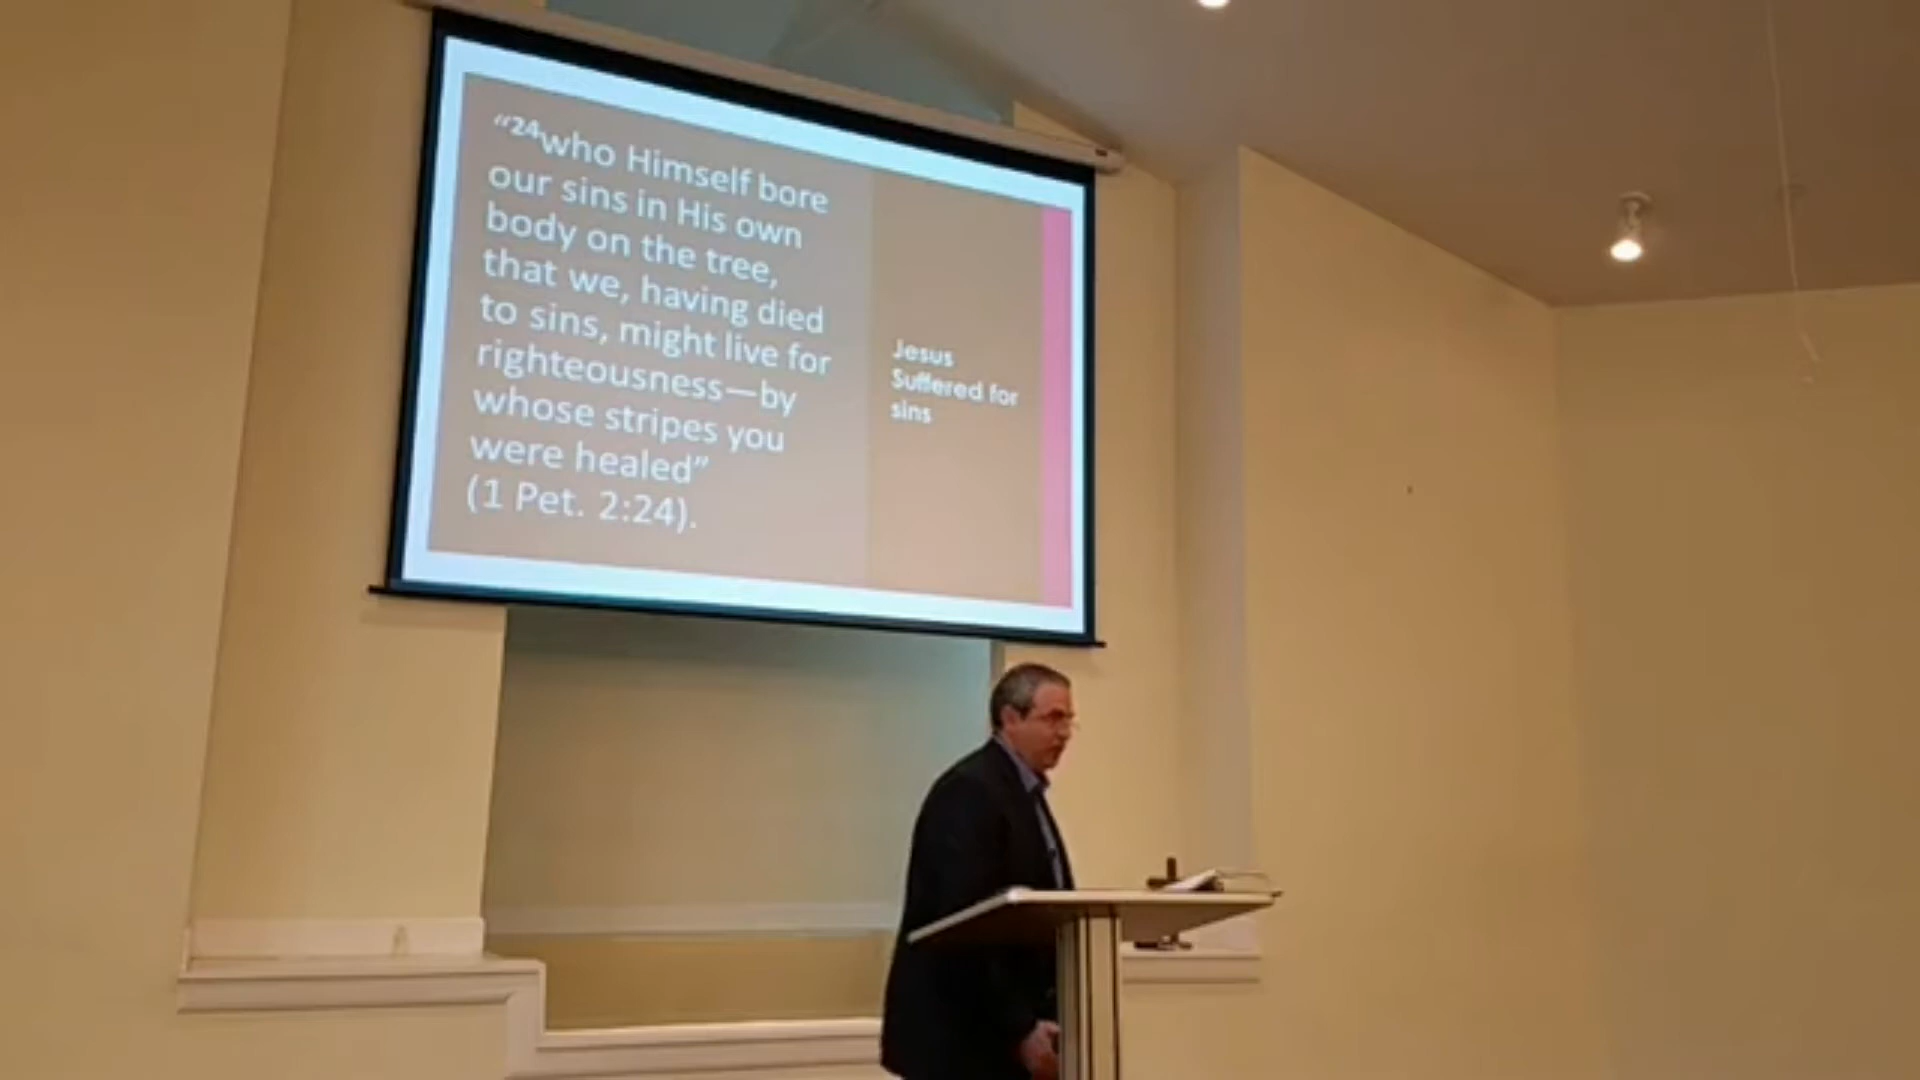 “²⁴who Himself bore
our sins in His own
body on the tree,
that we, having died
to sins, might live for
righteousness—by
whose stripes you
were healed”
(1 Pet. 2:24).
Jesus
Suffered for
sins